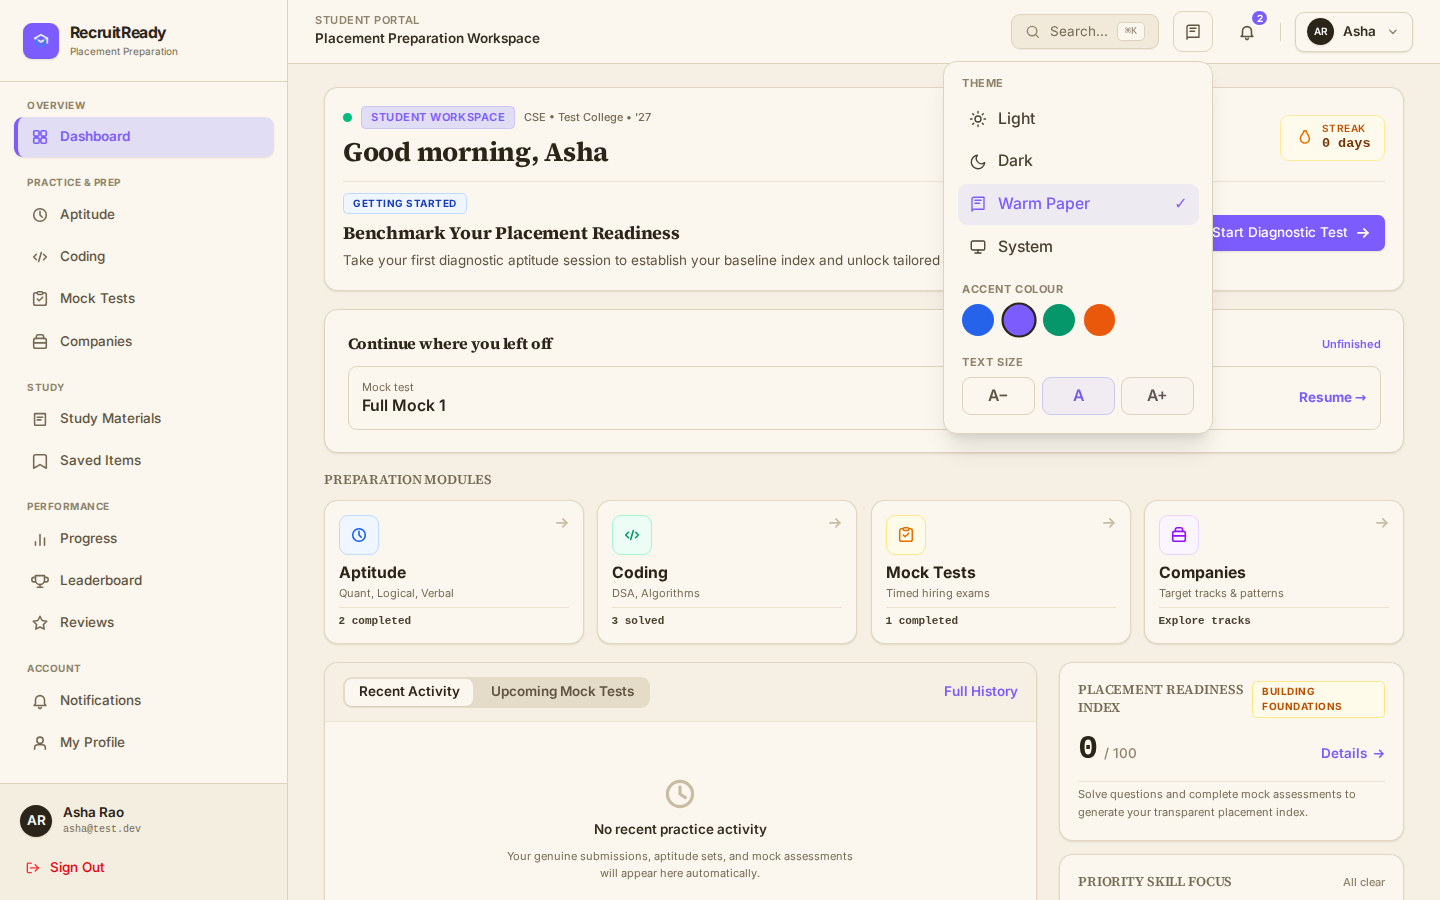 RecruitReady
Placement Preparation
OVERVIEW
Dashboard
PRACTICE & PREP
Aptitude
Coding
Mock Tests
Companies
STUDY
Study Materials
Saved Items
PERFORMANCE
Progress
Leaderboard
Reviews
ACCOUNT
Notifications
My Profile
AR
Asha Rao
asha@test.dev
Sign Out
STUDENT PORTAL
Placement Preparation Workspace
Search...
⌘K
2
AR
Asha
STUDENT WORKSPACE
CSE • Test College • '27
Good morning, Asha
STREAK
0 days
GETTING STARTED
Benchmark Your Placement Readiness
Take your first diagnostic aptitude session to establish your baseline index and unlock tailored
Start Diagnostic Test →
THEME
Light
Dark
Warm Paper ✓
System
ACCENT COLOUR
TEXT SIZE
A−
A
A+
Continue where you left off
Unfinished
Mock test
Full Mock 1
Resume →
PREPARATION MODULES
Aptitude
Quant, Logical, Verbal
2 completed
Coding
DSA, Algorithms
3 solved
Mock Tests
Timed hiring exams
1 completed
Companies
Target tracks & patterns
Explore tracks
Recent Activity
Upcoming Mock Tests
Full History
No recent practice activity
Your genuine submissions, aptitude sets, and mock assessments
will appear here automatically.
PLACEMENT READINESS
INDEX
BUILDING
FOUNDATIONS
0 / 100
Details →
Solve questions and complete mock assessments to
generate your transparent placement index.
PRIORITY SKILL FOCUS
All clear